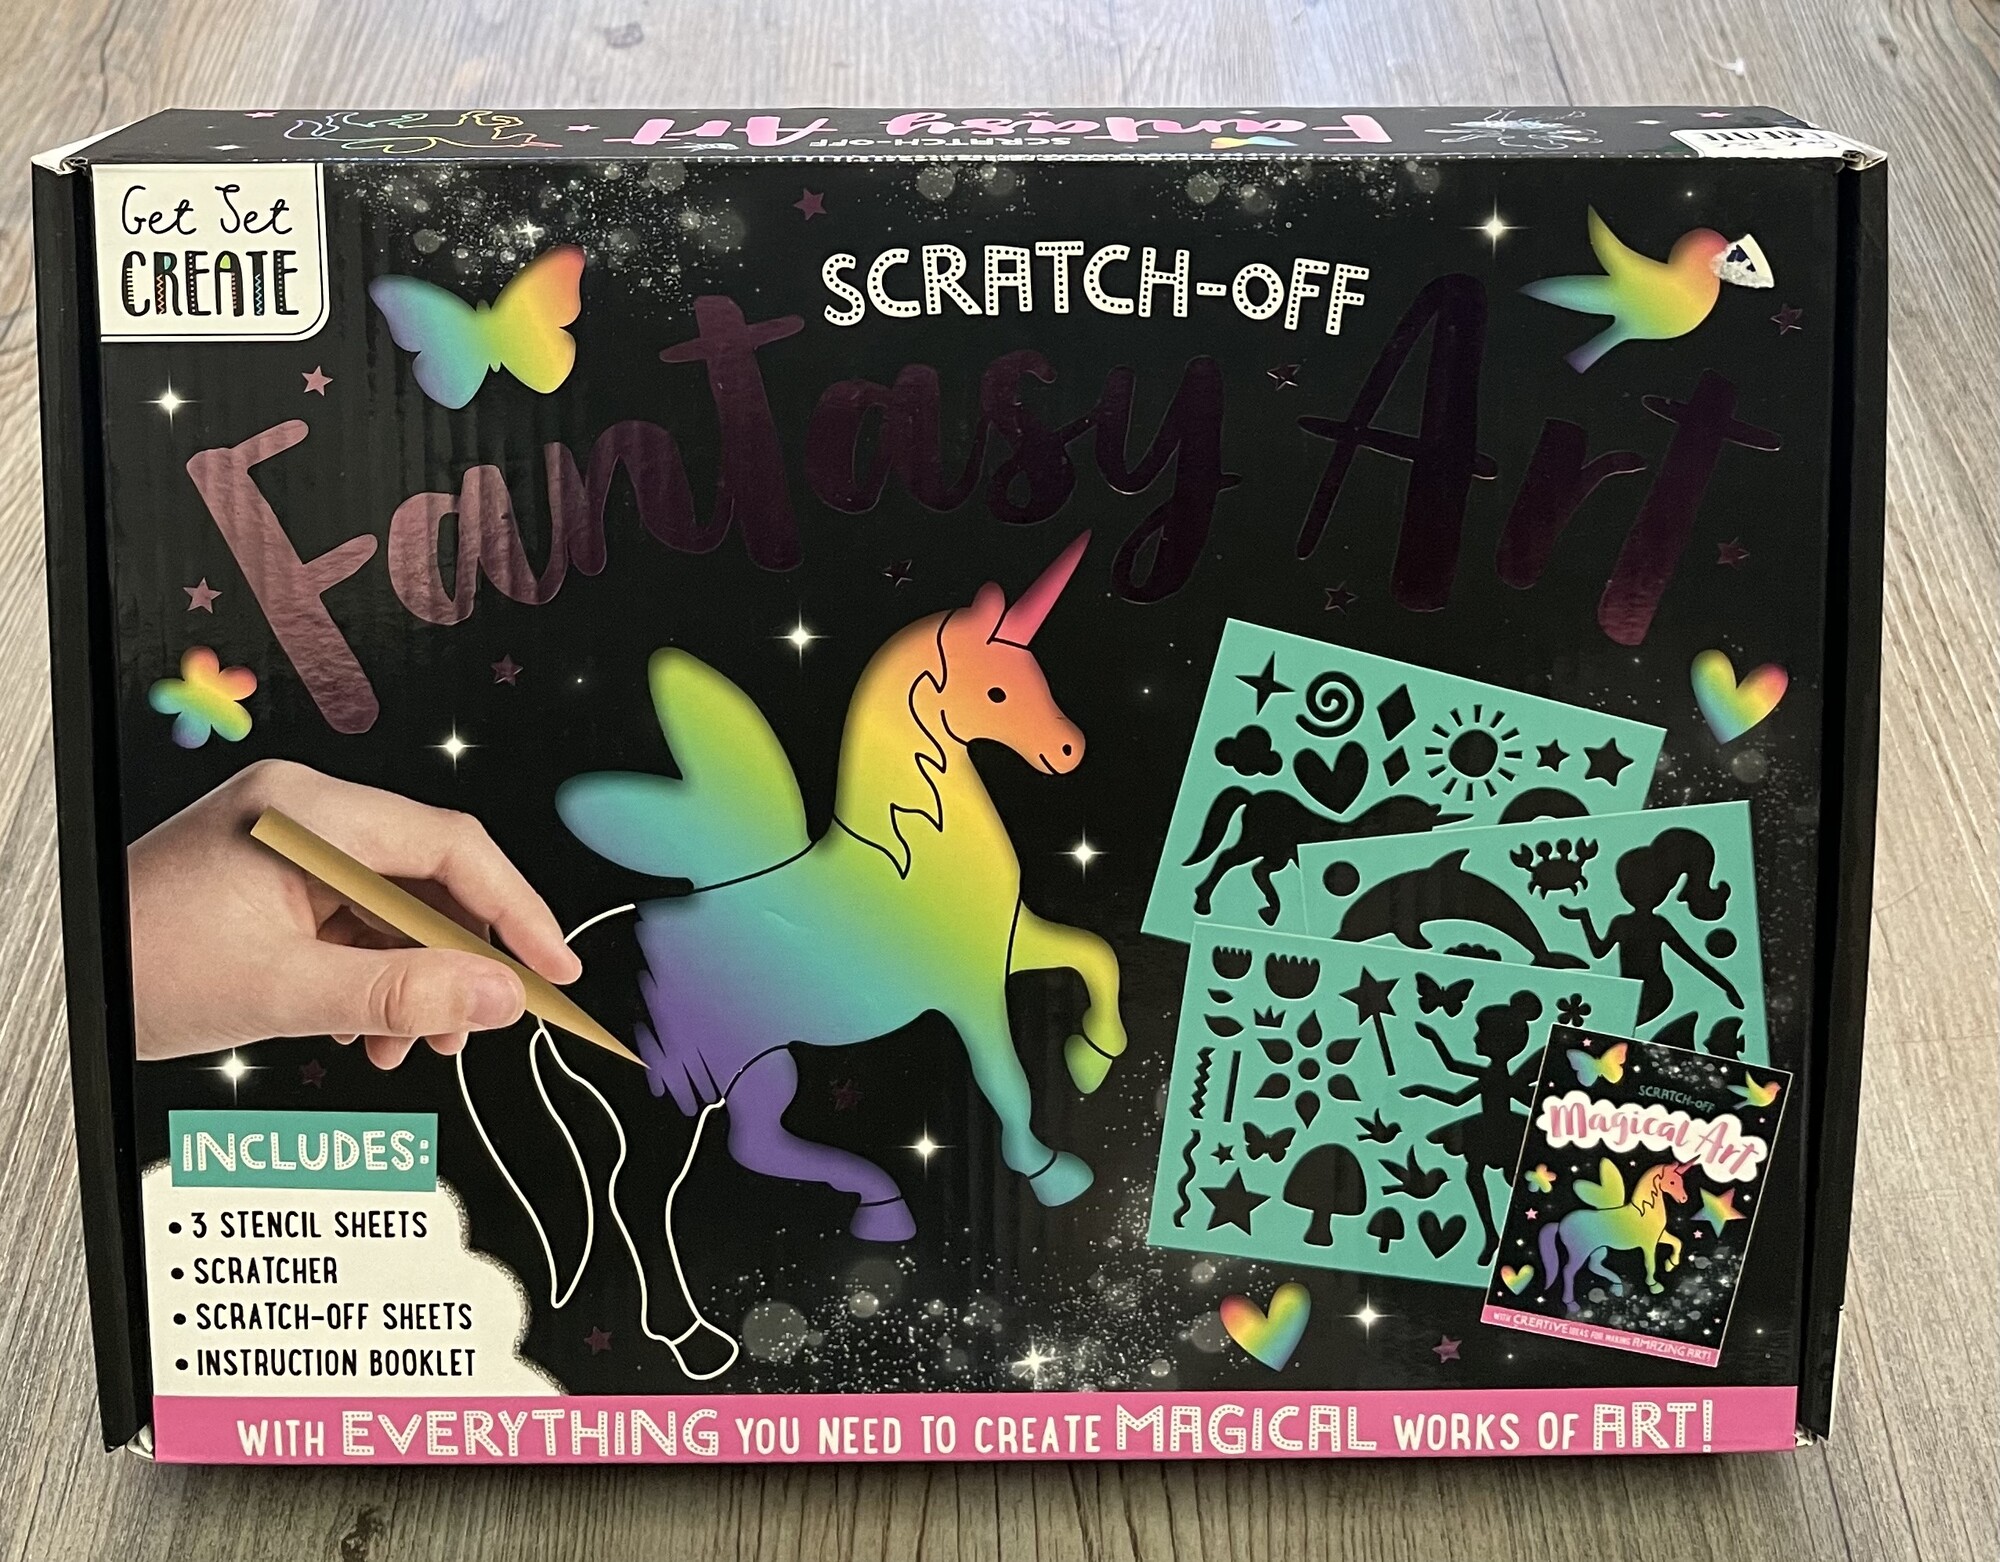 SCRATCH-OFF
Fantasy Art
Get Set
CREATE
SCRATCH-OFF
Fantasy Art
INCLUDES:
• 3 STENCIL SHEETS
• SCRATCHER
• SCRATCH-OFF SHEETS
• INSTRUCTION BOOKLET
SCRATCH-OFF
Magical Art
WITH CREATIVE IDEAS FOR MAKING AMAZING ART!
WITH EVERYTHING YOU NEED TO CREATE MAGICAL WORKS OF ART!